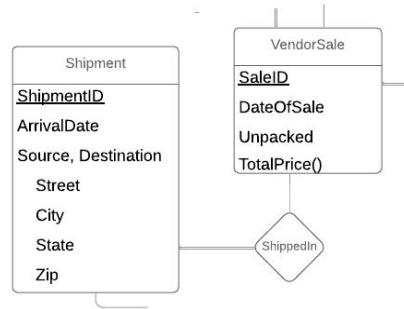 Shipment
ShipmentID
ArrivalDate
Source, Destination
Street
City
State
Zip
VendorSale
SaleID
DateOfSale
Unpacked
TotalPrice()
ShippedIn